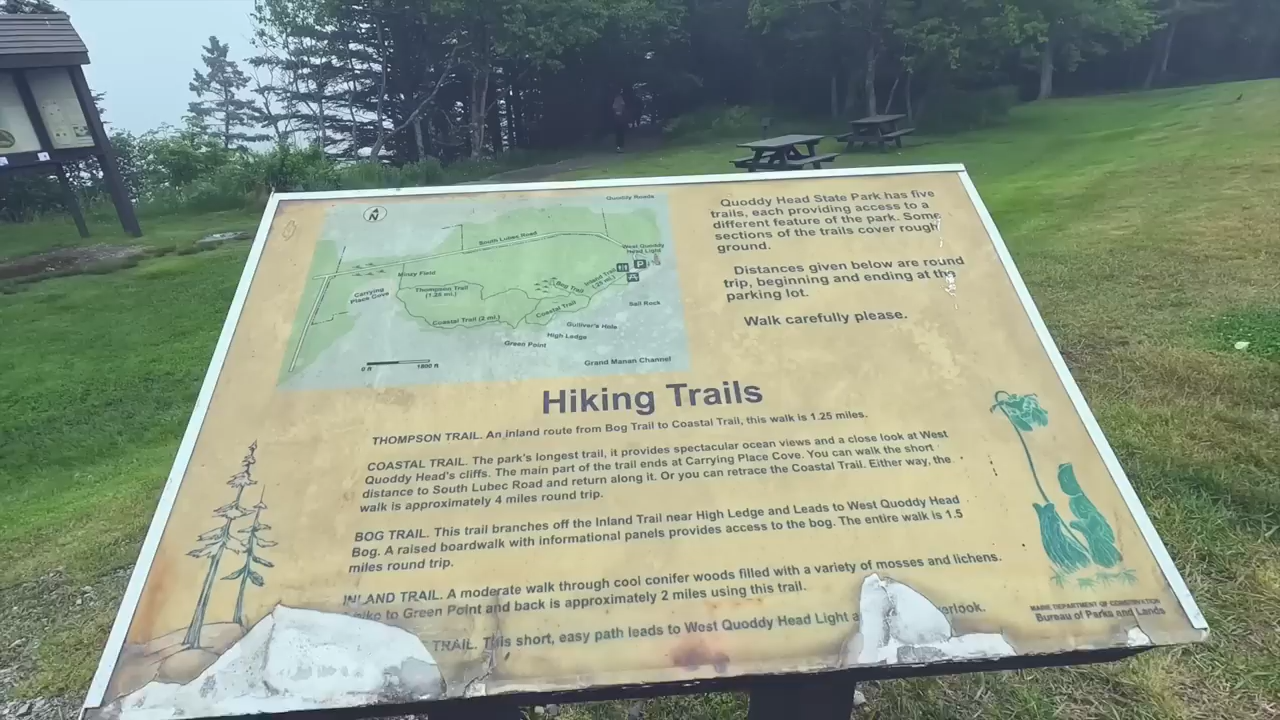 N
Quoddy Roads
South Lubec Road
West Quoddy
Head Light
P
Minzy Field
Carrying
Place Cove
Thompson Trail
(1.25 mi.)
Bog Trail
Inland Trail
Coastal Trail (2 mi.)
Coastal Trail
Sail Rock
Gulliver's Hole
High Ledge
Green Point
Grand Manan Channel
0 ft
1800 ft
Quoddy Head State Park has five
trails, each providing access to a
different feature of the park. Some
sections of the trails cover rough
ground.
Distances given below are round
trip, beginning and ending at the
parking lot.
Walk carefully please.
Hiking Trails
THOMPSON TRAIL. An inland route from Bog Trail to Coastal Trail, this walk is 1.25 miles.
COASTAL TRAIL. The park's longest trail, it provides spectacular ocean views and a close look at West
Quoddy Head's cliffs. The main part of the trail ends at Carrying Place Cove. You can walk the short
distance to South Lubec Road and return along it. Or you can retrace the Coastal Trail. Either way, the
walk is approximately 4 miles round trip.
BOG TRAIL. This trail branches off the Inland Trail near High Ledge and Leads to West Quoddy Head
Bog. A raised boardwalk with informational panels provides access to the bog. The entire walk is 1.5
miles round trip.
INLAND TRAIL. A moderate walk through cool conifer woods filled with a variety of mosses and lichens.
to Green Point and back is approximately 2 miles using this trail.
TRAIL. This short, easy path leads to West Quoddy Head Light a erlook.
MAINE DEPARTMENT OF CONSERVATION
Bureau of Parks and Lands